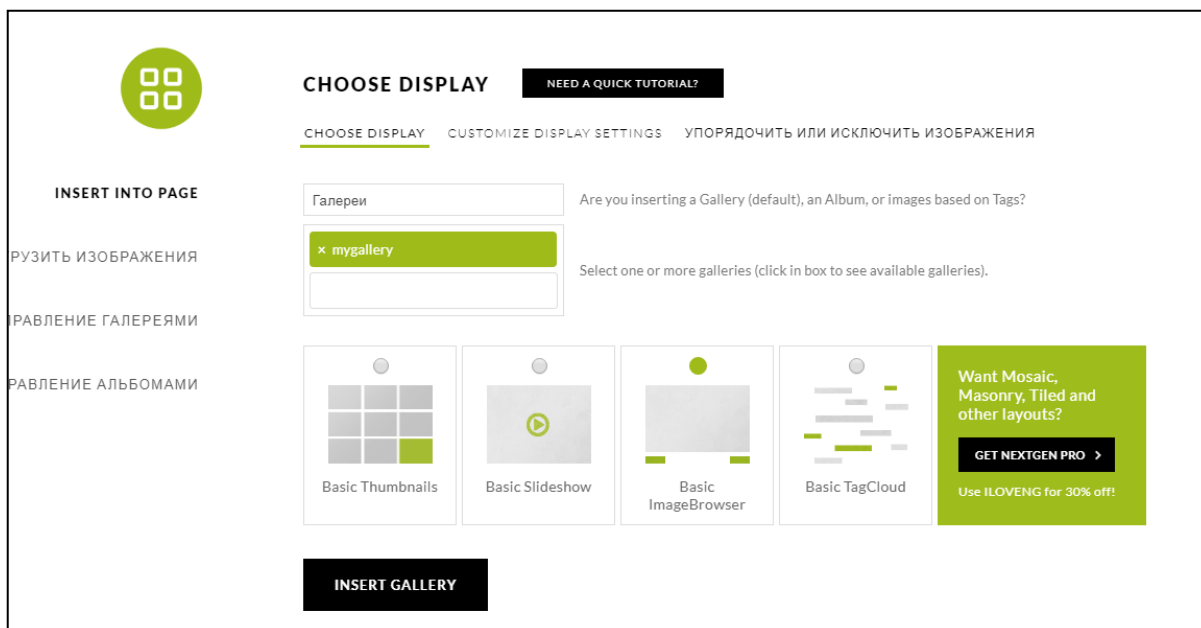 CHOOSE DISPLAY
NEED A QUICK TUTORIAL?
CHOOSE DISPLAY
CUSTOMIZE DISPLAY SETTINGS
УПОРЯДОЧИТЬ ИЛИ ИСКЛЮЧИТЬ ИЗОБРАЖЕНИЯ
INSERT INTO PAGE
РУЗИТЬ ИЗОБРАЖЕНИЯ
РАВЛЕНИЕ ГАЛЕРЕЯМИ
РАВЛЕНИЕ АЛЬБОМАМИ
Галереи
Are you inserting a Gallery (default), an Album, or images based on Tags?
× mygallery
Select one or more galleries (click in box to see available galleries).
Basic Thumbnails
Basic Slideshow
Basic
ImageBrowser
Basic TagCloud
Want Mosaic,
Masonry, Tiled and
other layouts?
GET NEXTGEN PRO >
Use ILOVENG for 30% off!
INSERT GALLERY